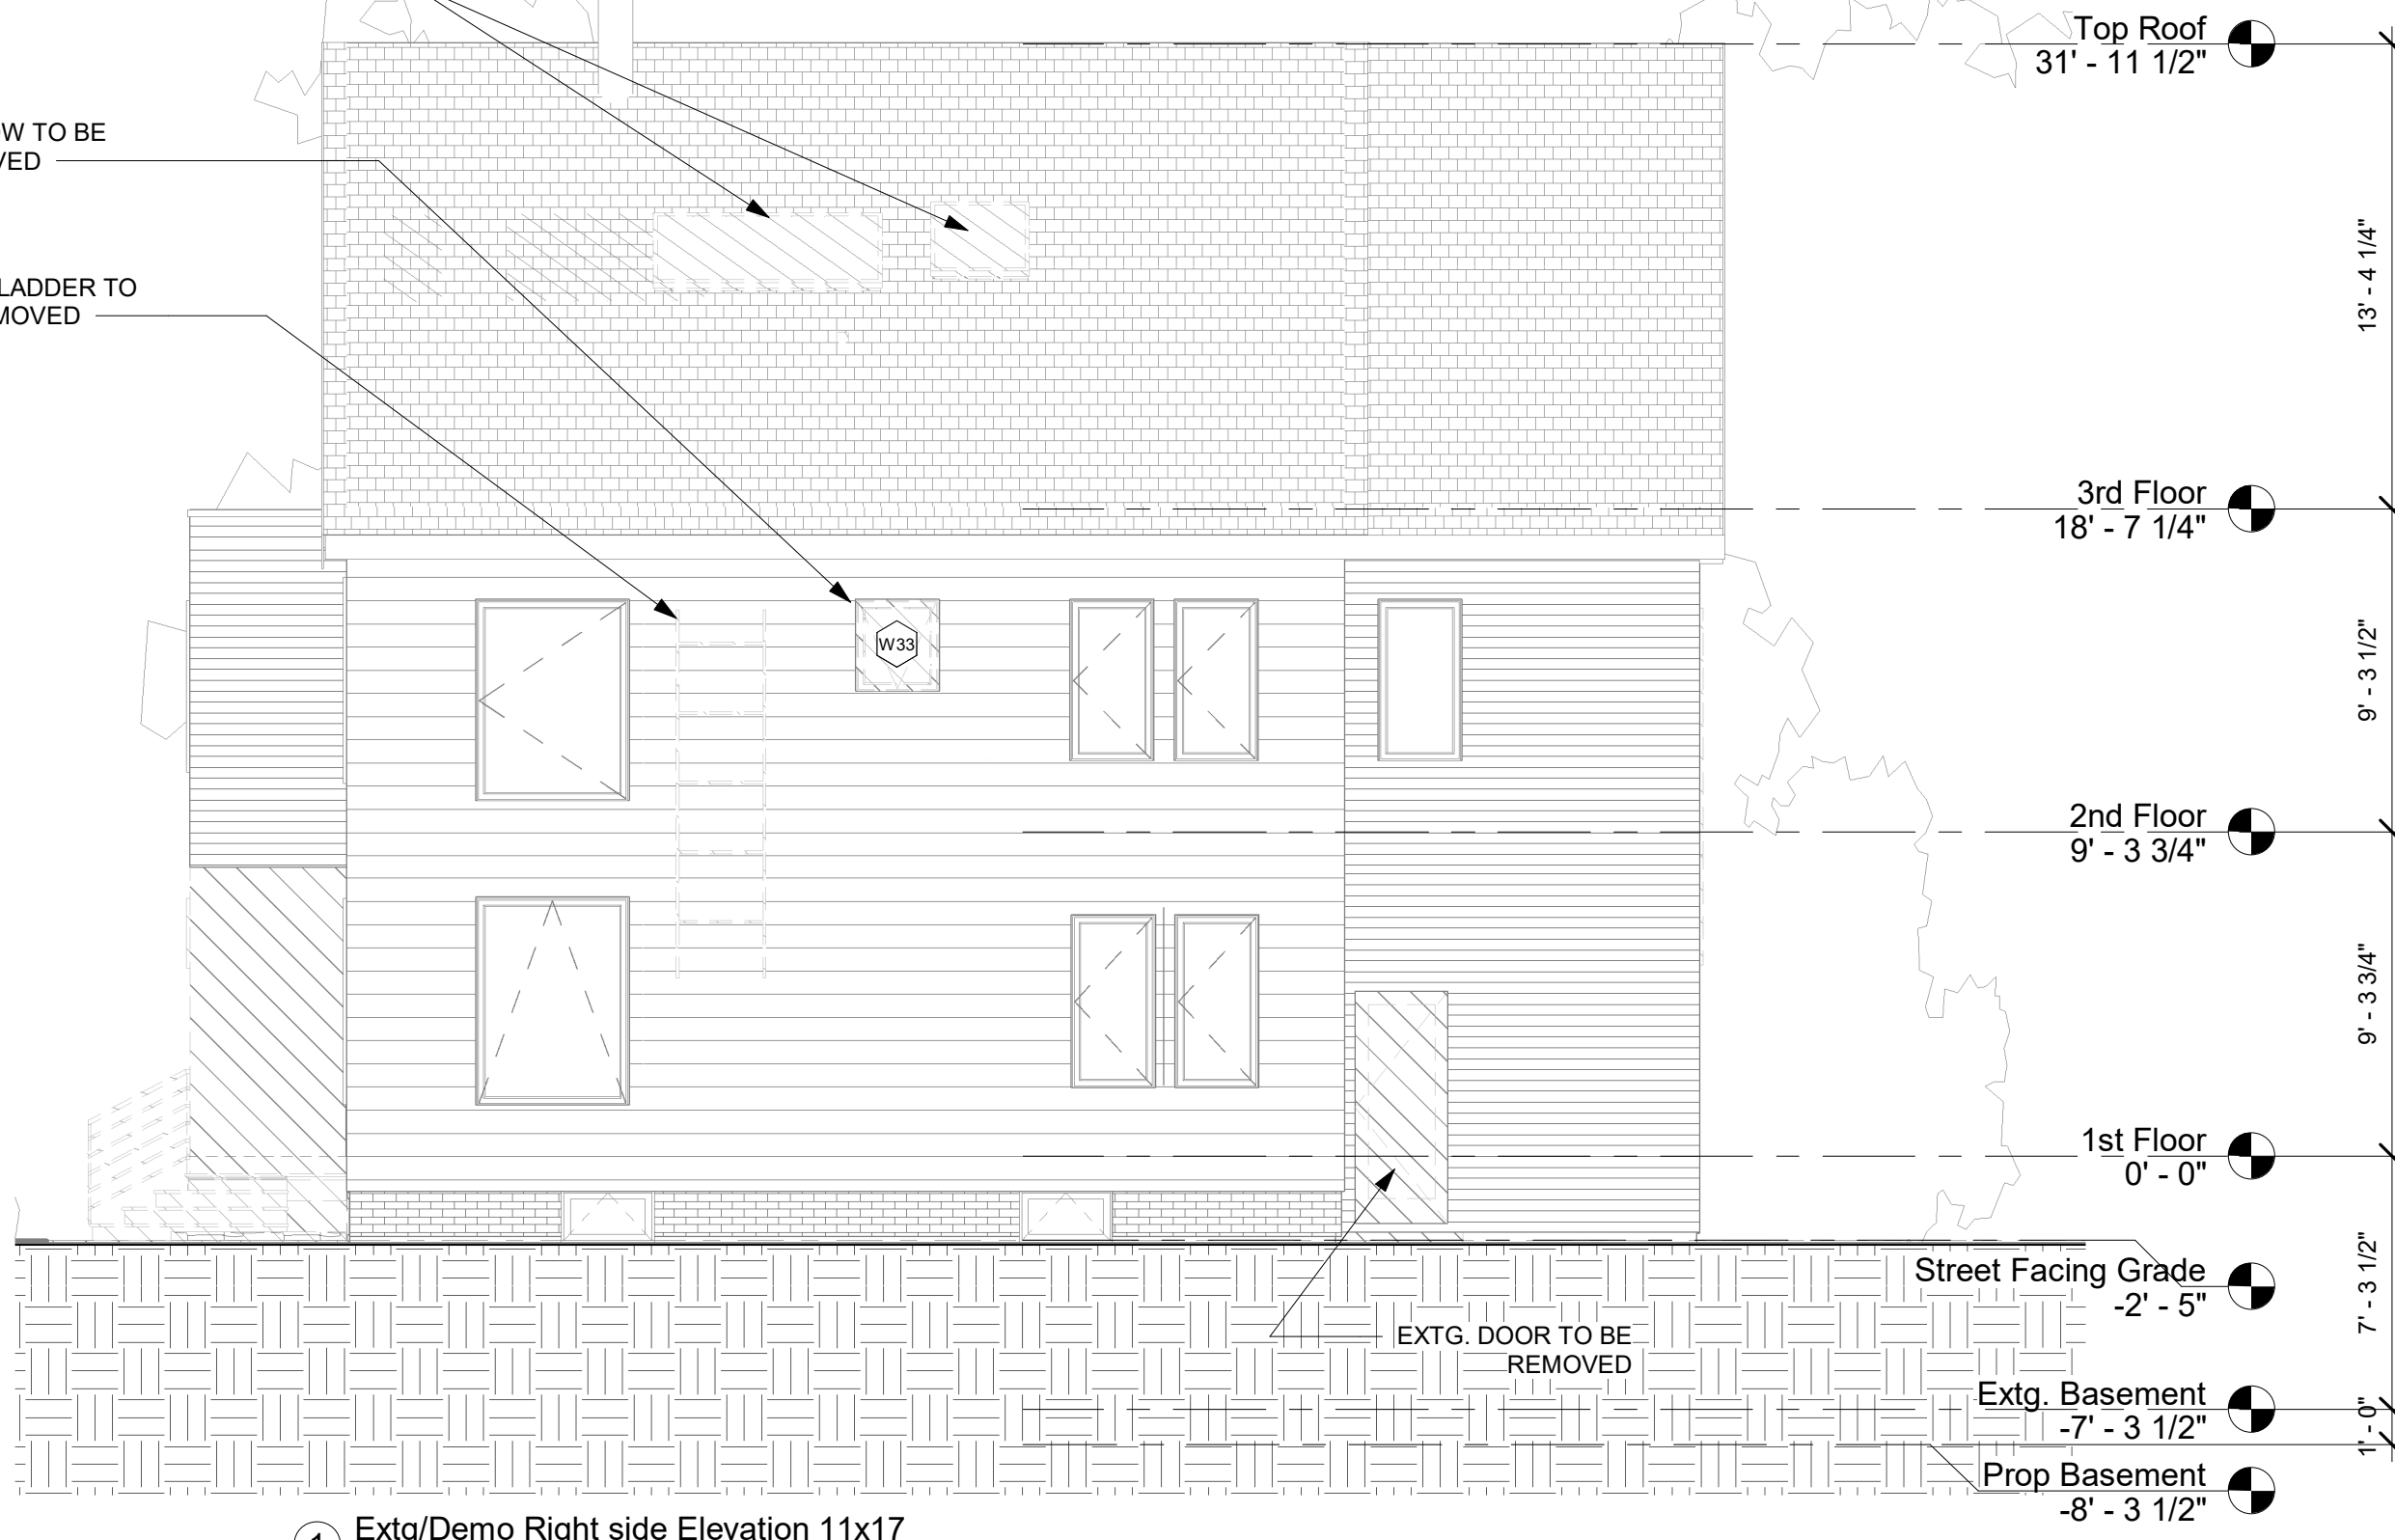 Top Roof
31' - 11 1/2"
TO BE
13' - 4 1/4"
LADDER TO
3rd Floor
18' - 7 1/4"
W33
9' - 3 1/2"
2nd Floor
9' - 3 3/4"
9' - 3 3/4"
1st Floor
0' - 0"
Street Facing Grade
-2' - 5"
7' - 3 1/2"
EXTG. DOOR TO BE
REMOVED
Extg. Basement
-7' - 3 1/2"
1' - 0"
Prop Basement
-8' - 3 1/2"
1
Extg/Demo Right side Elevation 11x17